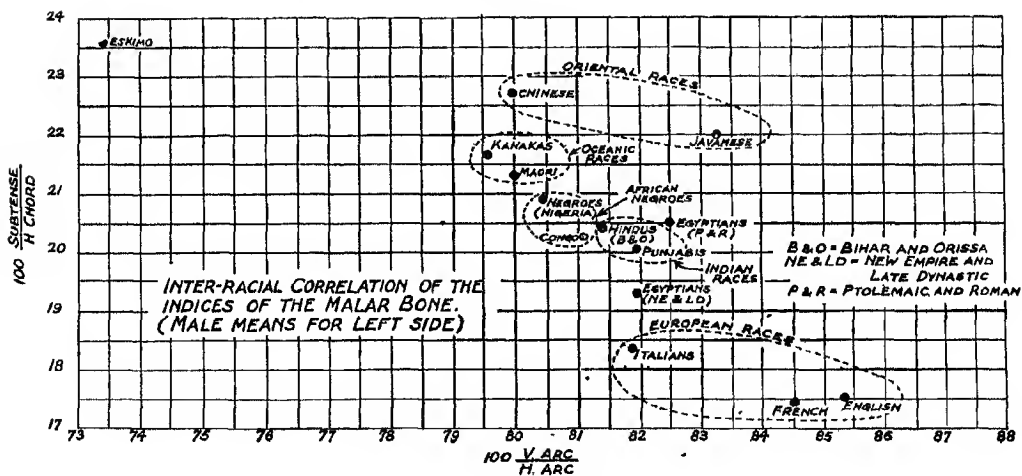 24
ESKIMO
ORIENTAL RACES
23
CHINESE
22
JAVANESE
KANAKAS
OCEANIC
RACES
MAORI
21
NEGROES
(NIGERIA)
AFRICAN
NEGROES
EGYPTIANS
(P & R)
HINDUS
(B & O)
CONGO
20
PUNJABIS
INDIAN
RACES
B & O = BIHAR AND ORISSA
NE & LD = NEW EMPIRE AND
LATE DYNASTIC
P & R = PTOLEMAIC, AND ROMAN
INTER-RACIAL CORRELATION OF THE
INDICES OF THE MALAR BONE.
(MALE MEANS FOR LEFT SIDE)
EGYPTIANS
(NE & LD)
19
EUROPEAN RACES
ITALIANS
18
FRENCH
ENGLISH
17
100 SUBTENSE
H CHORD
73 74 75 76 77 78 79 80 81 82 83 84 85 86 87 88
100 V. ARC
H. ARC